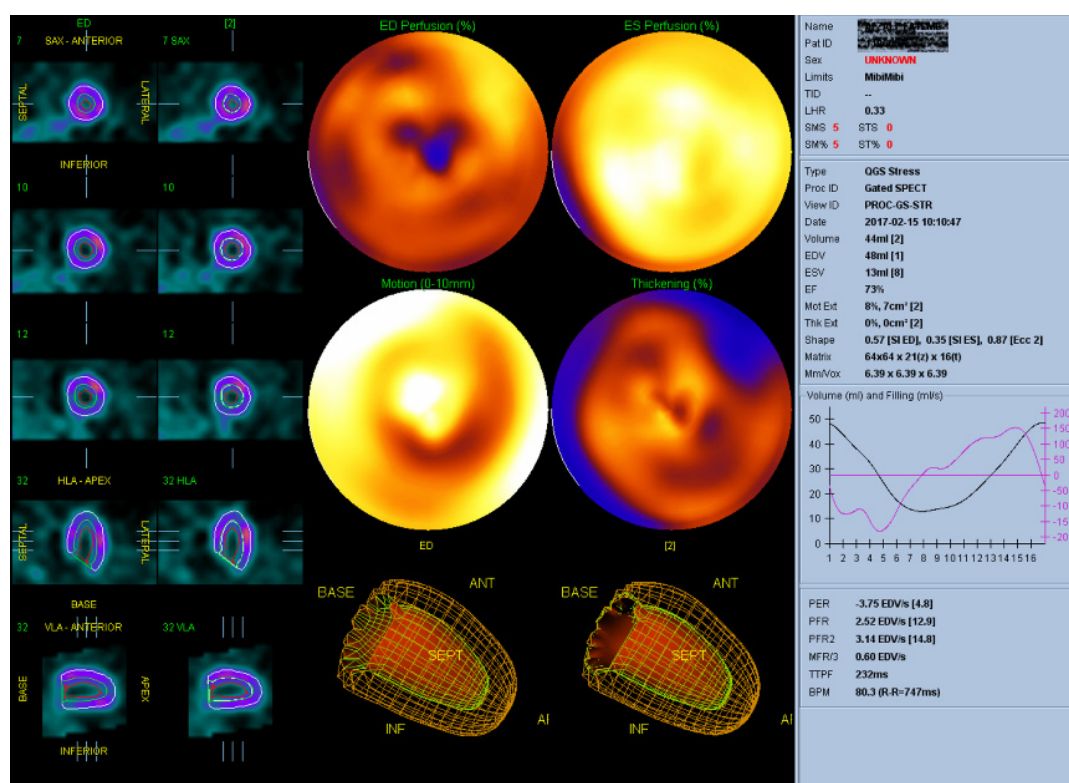 ED [2]
7 SAX - ANTERIOR 7 SAX
SEPTAL LATERAL
INFERIOR
10 10
12 12
32 HLA - APEX 32 HLA
SEPTAL LATERAL
BASE
32 VLA - ANTERIOR 32 VLA
BASE APEX
INFERIOR
ED Perfusion (%) ES Perfusion (%)
Motion (0-10mm) Thickening (%)
ED [2]
BASE ANT BASE ANT
SEPT SEPT
INF INF
Name
Pat ID
Sex UNKNOWN
Limits MibiMibi
TID --
LHR 0.33
SMS 5 STS 0
SM% 5 ST% 0
Type QGS Stress
Proc ID Gated SPECT
View ID PROC-GS-STR
Date 2017-02-15 10:10:47
Volume 44ml [2]
EDV 48ml [1]
ESV 13ml [8]
EF 73%
Mot Ext 8%, 7cm² [2]
Thk Ext 0%, 0cm² [2]
Shape 0.57 [SI ED], 0.35 [SI ES], 0.87 [Ecc 2]
Matrix 64x64 x 21(z) x 16(t)
Mm/Vox 6.39 x 6.39 x 6.39
Volume (ml) and Filling (ml/s)
50 200
40 100
30 50
20 0
10 -50
0 -100
1 2 3 4 5 6 7 8 9 10 11 12 13 14 15 16
PER -3.75 EDV/s [4.8]
PFR 2.52 EDV/s [12.9]
PFR2 3.14 EDV/s [14.8]
MFR/3 0.60 EDV/s
TTPF 232ms
BPM 80.3 (R-R=747ms)